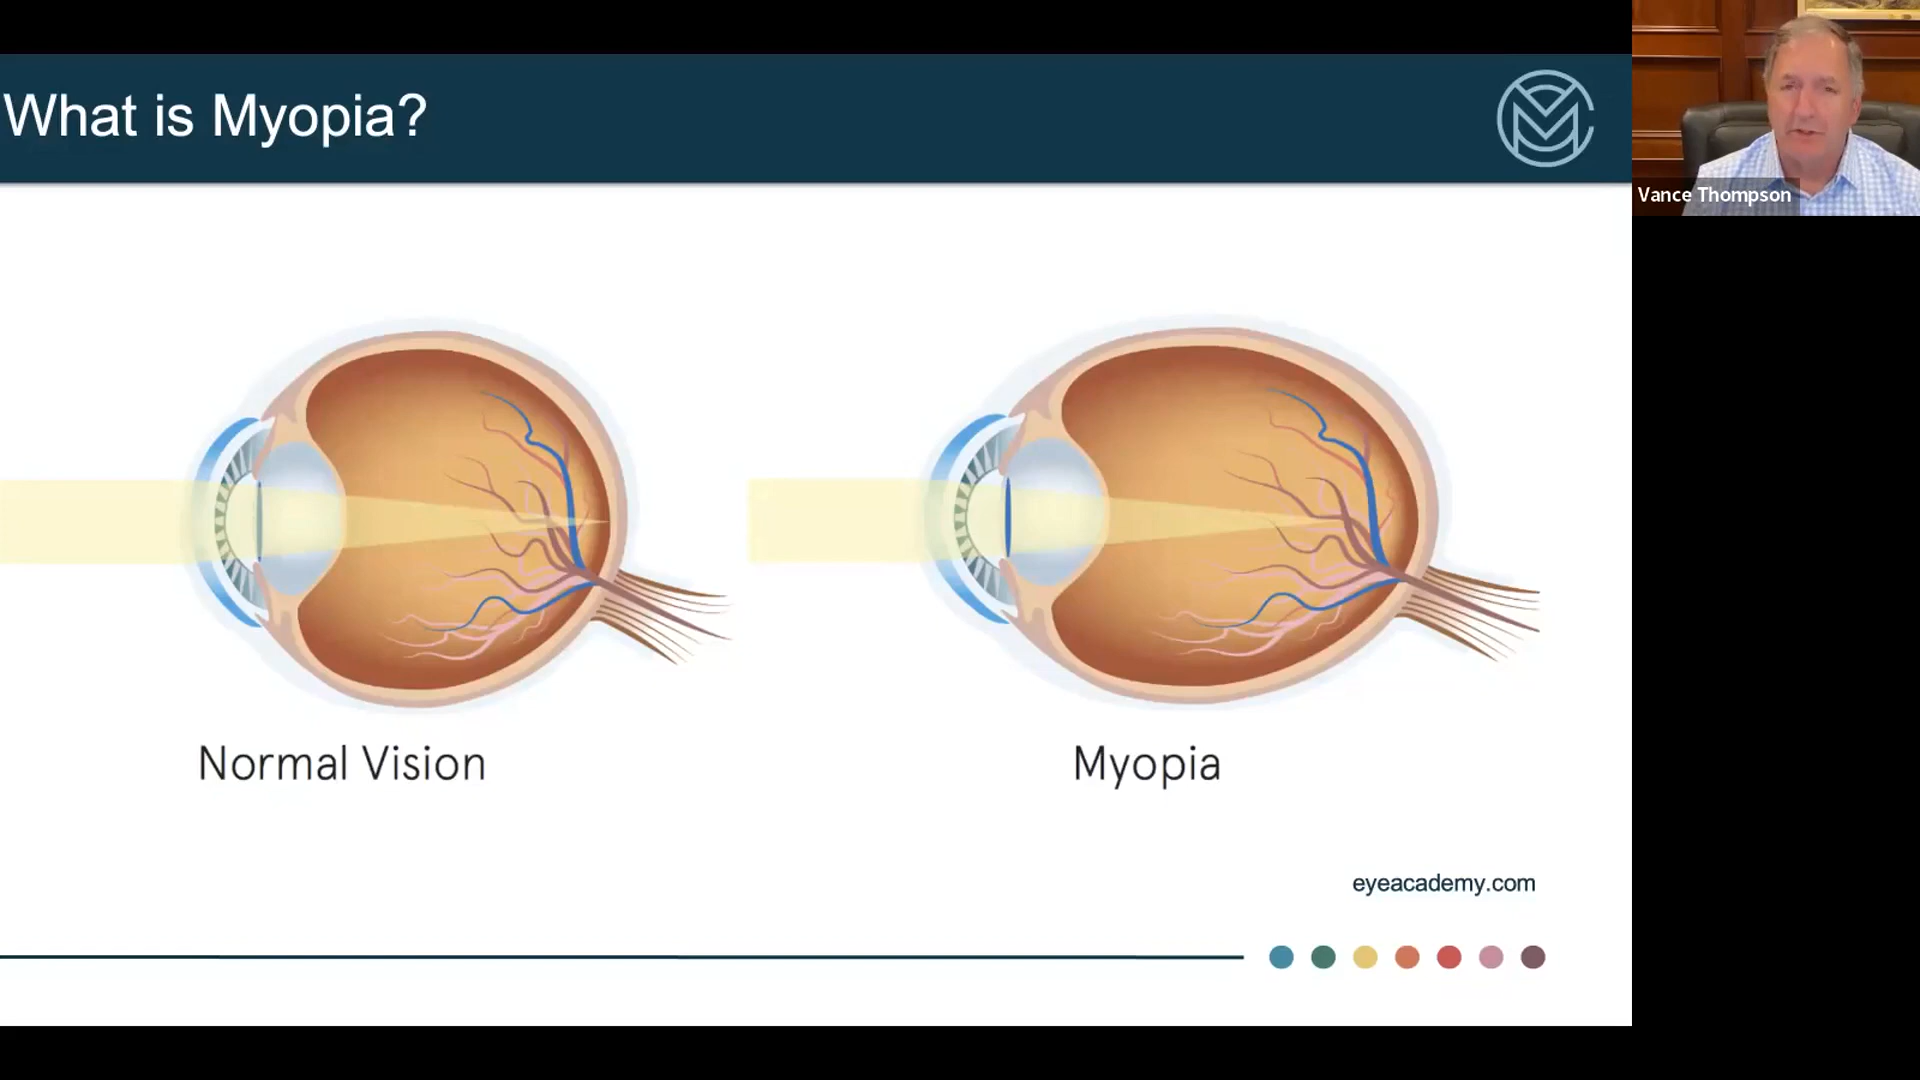 What is Myopia?
Vance Thompson
Normal Vision
Myopia
eyeacademy.com